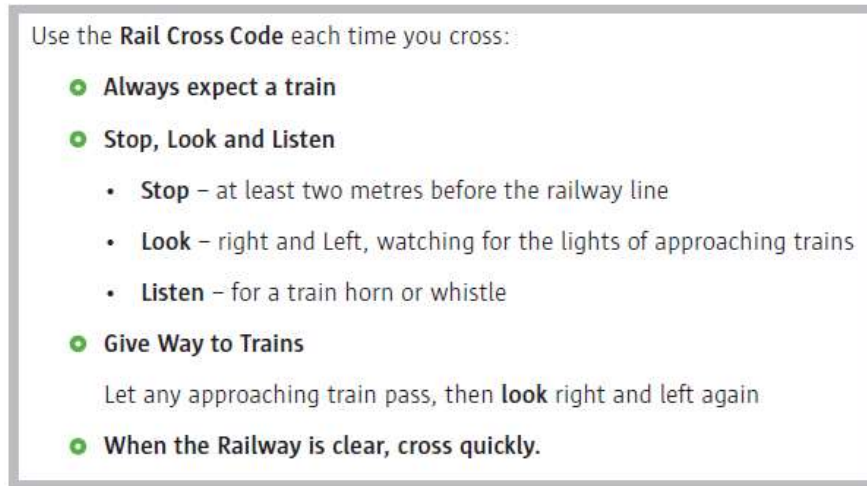 Use the Rail Cross Code each time you cross:
Always expect a train
Stop, Look and Listen
• Stop – at least two metres before the railway line
• Look – right and Left, watching for the lights of approaching trains
• Listen – for a train horn or whistle
Give Way to Trains
Let any approaching train pass, then look right and left again
When the Railway is clear, cross quickly.